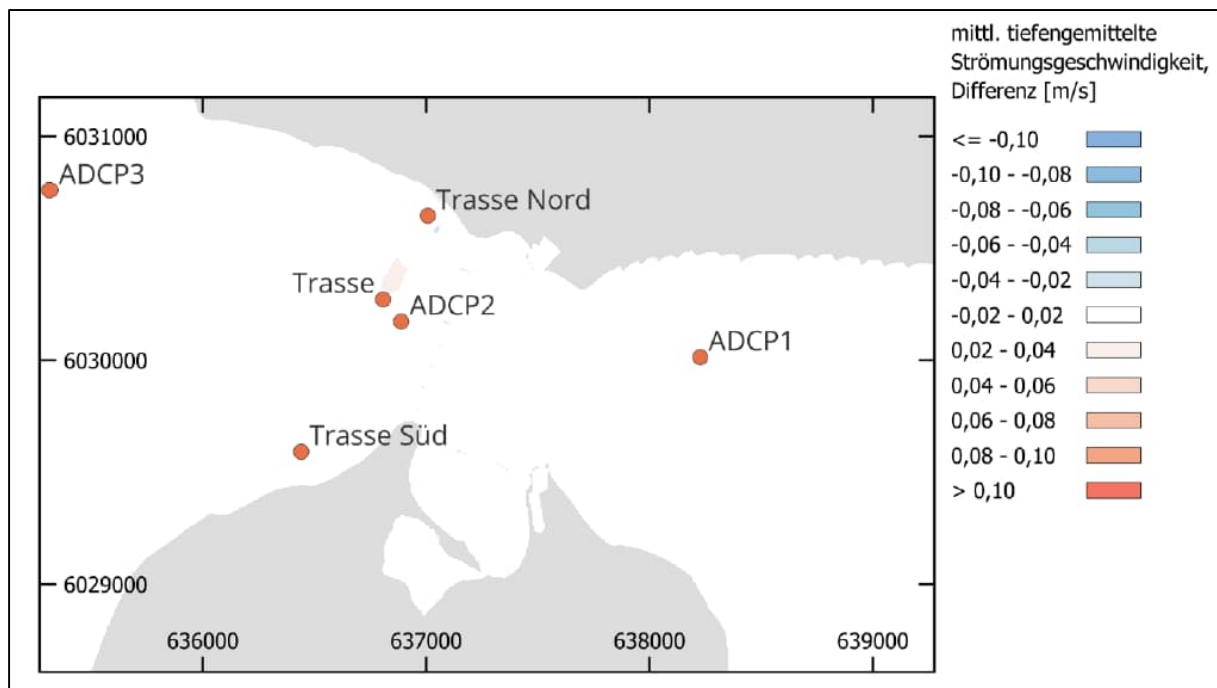 mittl. tiefengemittelte
Strömungsgeschwindigkeit,
Differenz [m/s]
<= -0,10
-0,10 - -0,08
-0,08 - -0,06
-0,06 - -0,04
-0,04 - -0,02
-0,02 - 0,02
0,02 - 0,04
0,04 - 0,06
0,06 - 0,08
0,08 - 0,10
> 0,10
6031000
ADCP3
Trasse Nord
Trasse
ADCP2
6030000
ADCP1
Trasse Süd
6029000
636000
637000
638000
639000